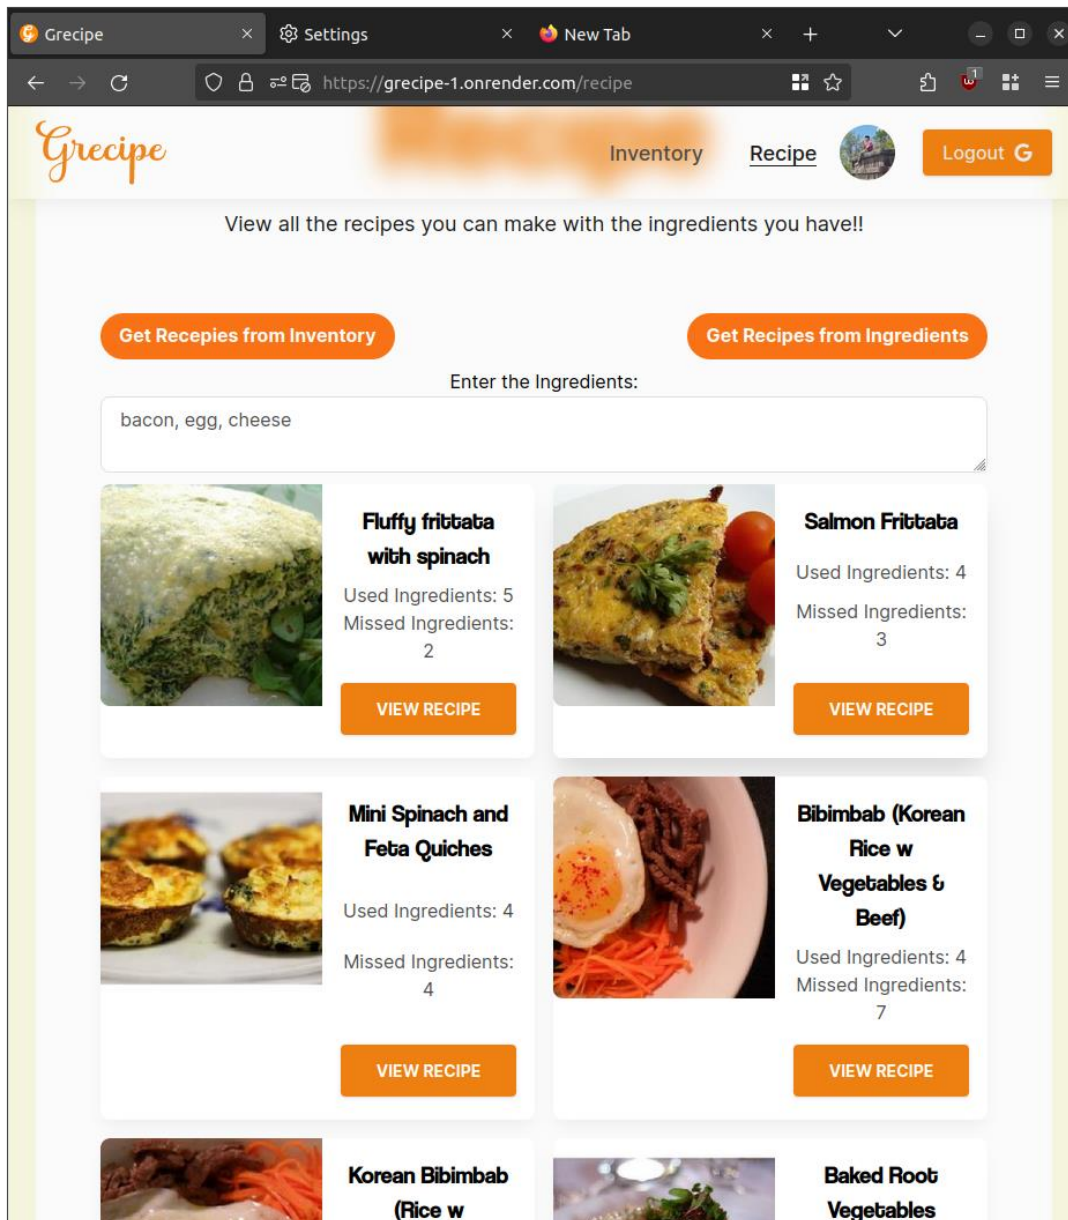 Grecipe
Settings
New Tab
https://grecipe-1.onrender.com/recipe
1
Grecipe
Recipe
Inventory
Recipe
Logout G
View all the recipes you can make with the ingredients you have!!
Get Recepies from Inventory
Get Recipes from Ingredients
Enter the Ingredients:
bacon, egg, cheese
Fluffy frittata
with spinach
Used Ingredients: 5
Missed Ingredients:
2
VIEW RECIPE
Salmon Frittata
Used Ingredients: 4
Missed Ingredients:
3
VIEW RECIPE
Mini Spinach and
Feta Quiches
Used Ingredients: 4
Missed Ingredients:
4
VIEW RECIPE
Bibimbab (Korean
Rice w
Vegetables &
Beef)
Used Ingredients: 4
Missed Ingredients:
7
VIEW RECIPE
Korean Bibimbab
(Rice w
Baked Root
Vegetables